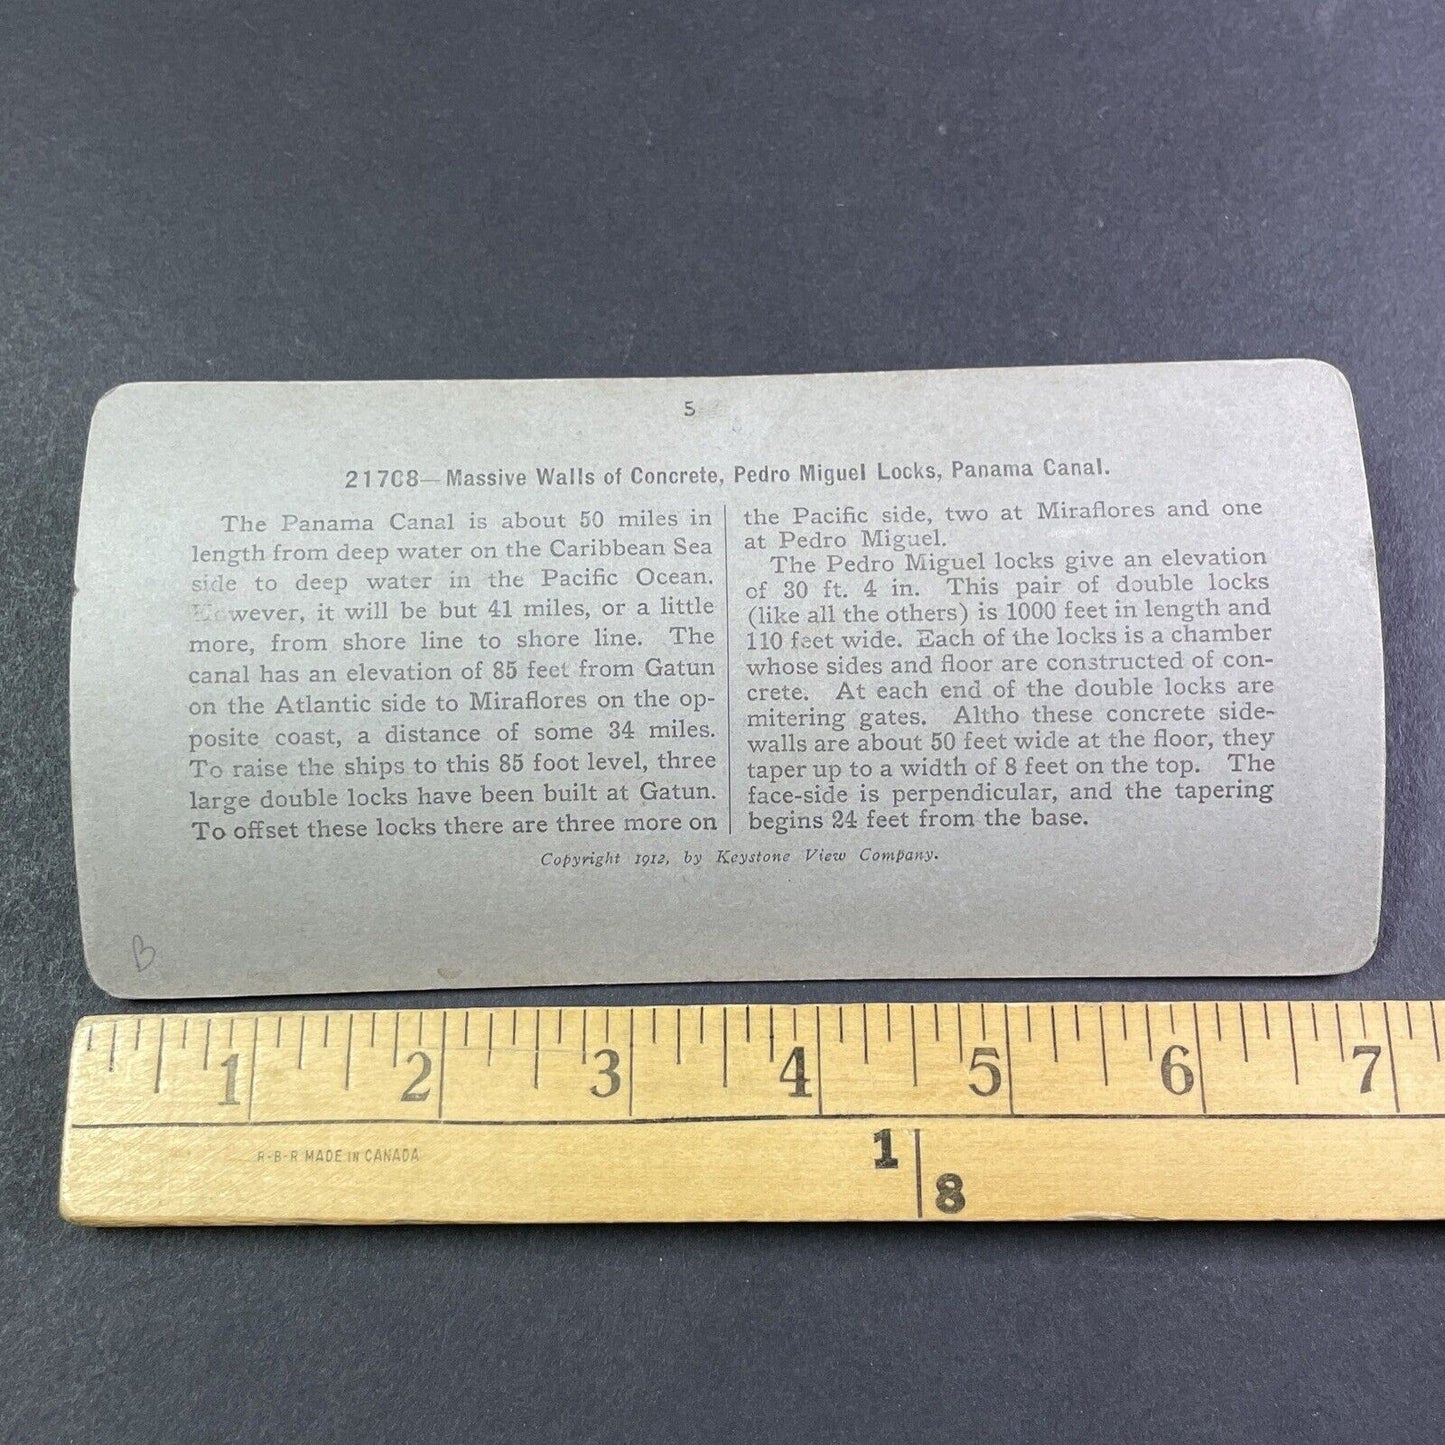 5
21708—Massive Walls of Concrete, Pedro Miguel Locks, Panama Canal.
The Panama Canal is about 50 miles in
length from deep water on the Caribbean Sea
side to deep water in the Pacific Ocean.
However, it will be but 41 miles, or a little
more, from shore line to shore line. The
canal has an elevation of 85 feet from Gatun
on the Atlantic side to Miraflores on the op-
posite coast, a distance of some 34 miles.
To raise the ships to this 85 foot level, three
large double locks have been built at Gatun.
To offset these locks there are three more on
the Pacific side, two at Miraflores and one
at Pedro Miguel.
The Pedro Miguel locks give an elevation
of 30 ft. 4 in. This pair of double locks
(like all the others) is 1000 feet in length and
110 feet wide. Each of the locks is a chamber
whose sides and floor are constructed of con-
crete. At each end of the double locks are
mitering gates. Altho these concrete side-
walls are about 50 feet wide at the floor, they
taper up to a width of 8 feet on the top. The
face-side is perpendicular, and the tapering
begins 24 feet from the base.
Copyright 1912, by Keystone View Company.
B
1 2 3 4 5 6 7
R-B-R MADE IN CANADA
1
8